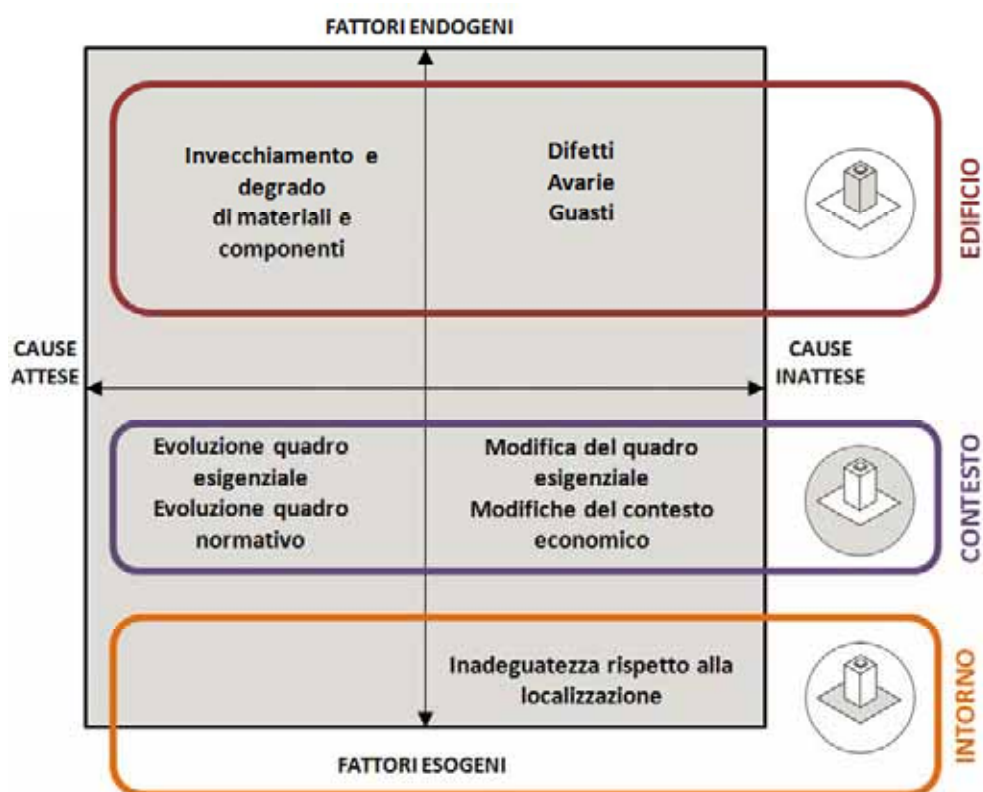 FATTORI ENDOGENI
Invecchiamento e
degrado
di materiali e
componenti
Difetti
Avarie
Guasti
EDIFICIO
CAUSE
ATTESE
CAUSE
INATTESE
Evoluzione quadro
esigenziale
Evoluzione quadro
normativo
Modifica del quadro
esigenziale
Modifiche del contesto
economico
CONTESTO
Inadeguatezza rispetto alla
localizzazione
INTORNO
FATTORI ESOGENI